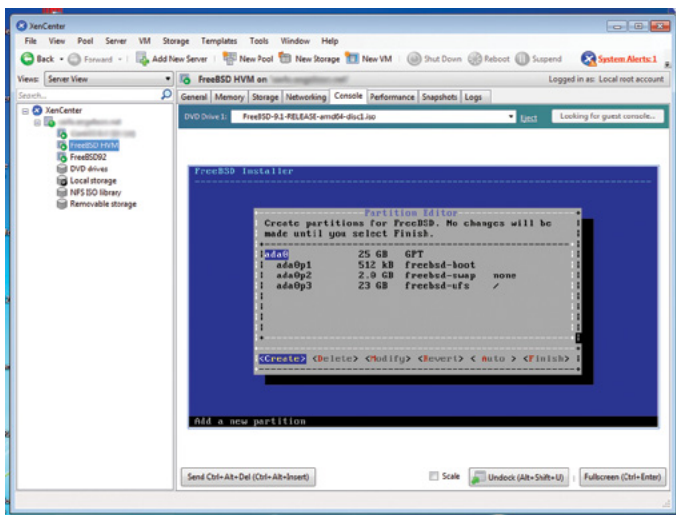 XenCenter
File View Pool Server VM Storage Templates Tools Window Help
Back Forward Add New Server New Pool New Storage New VM Shut Down Reboot Suspend System Alerts: 1
Views: Server View FreeBSD HVM on Logged in as: Local root account
Search... General Memory Storage Networking Console Performance Snapshots Logs
XenCenter
DVD Drive 1: FreeBSD-9.1-RELEASE-amd64-disc1.iso Eject Looking for guest console...
FreeBSD HVM
FreeBSD92
DVD drives
Local storage
NFS ISO library
Removable storage
FreeBSD Installer
Partition Editor
Create partitions for FreeBSD. No changes will be
made until you select Finish.
ada0 25 GB GPT
ada0p1 512 kB freebsd-boot
ada0p2 2.0 GB freebsd-swap none
ada0p3 23 GB freebsd-ufs /
<Create> <Delete> <Modify> <Revert> < Auto > <Finish>
Add a new partition
Send Ctrl+Alt+Del (Ctrl+Alt+Insert) Scale Undock (Alt+Shift+U) Fullscreen (Ctrl+Enter)